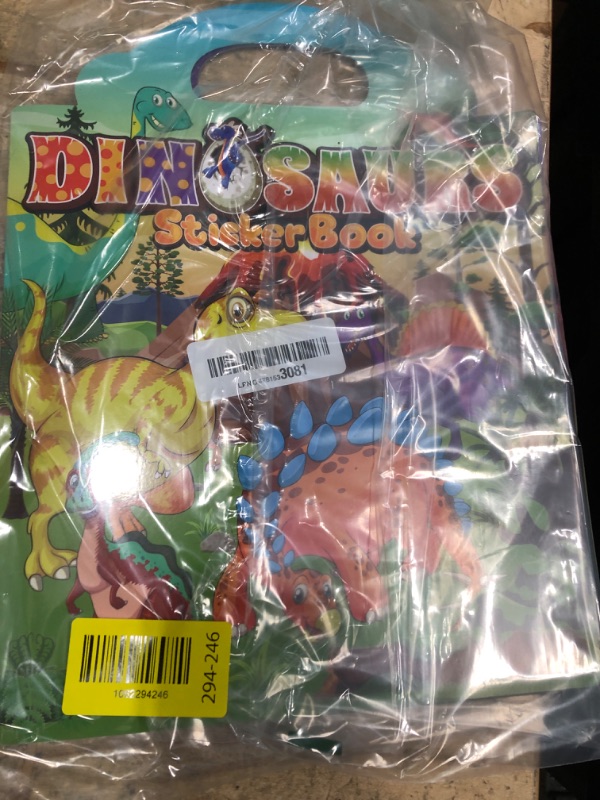 DINOSAURS
Sticker Book
3081
294-246